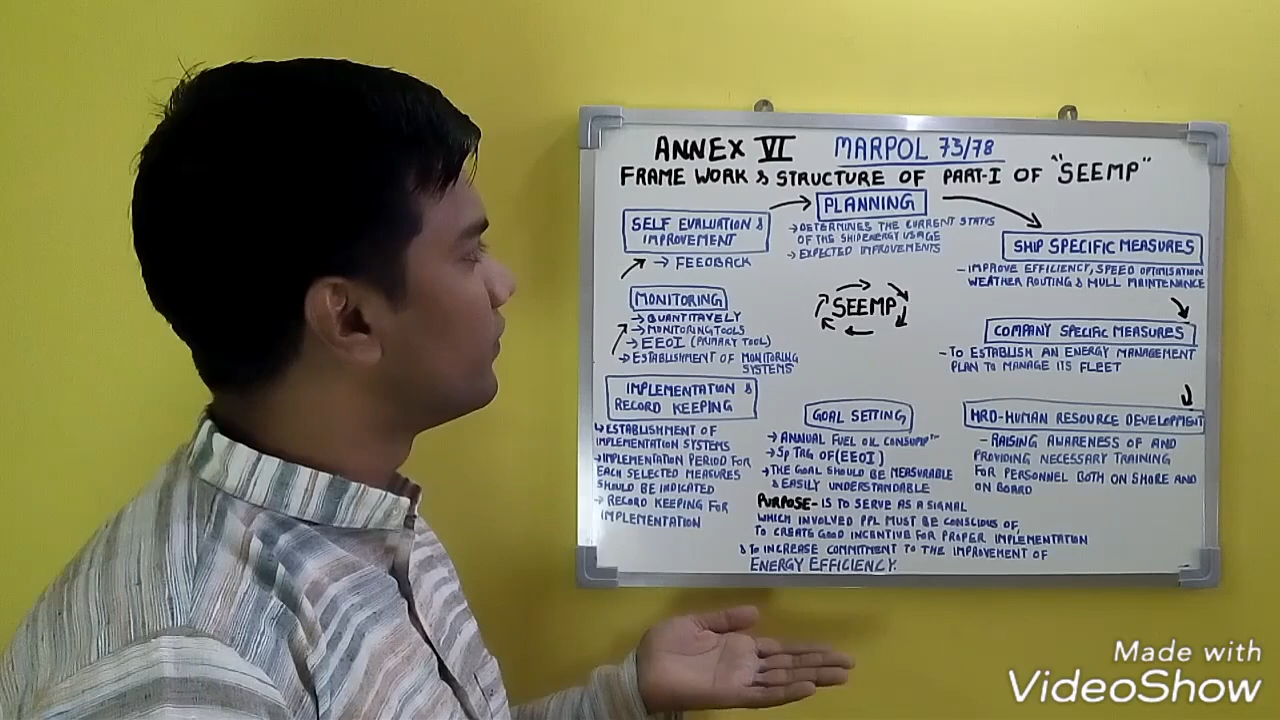 ANNEX VI MARPOL 73/78
FRAME WORK & STRUCTURE OF PART-I OF "SEEMP"
PLANNING
→DETERMINES THE CURRENT STATUS
OF THE SHIP ENERGY USAGE
→EXPECTED IMPROVEMENTS
SHIP SPECIFIC MEASURES
-IMPROVE EFFICIENCY, SPEED OPTIMISATION
WEATHER ROUTING & HULL MAINTENANCE
COMPANY SPECIFIC MEASURES
-TO ESTABLISH AN ENERGY MANAGEMENT
PLAN TO MANAGE ITS FLEET
HRD-HUMAN RESOURCE DEVELOPMENT
-RAISING AWARENESS OF AND
PROVIDING NECESSARY TRAINING
FOR PERSONNEL BOTH ON SHORE AND
ON BOARD
GOAL SETTING
→ANNUAL FUEL OIL CONSUMPTn
→SP TRG OF (EEOI)
→THE GOAL SHOULD BE MEASURABLE
& EASILY UNDERSTANDABLE
PURPOSE- IS TO SERVE AS A SIGNAL
WHICH INVOLVED PPL MUST BE CONSCIOUS OF,
TO CREATE GOOD INCENTIVE FOR PROPER IMPLEMENTATION
& TO INCREASE COMMITMENT TO THE IMPROVEMENT OF
ENERGY EFFICIENCY.
IMPLEMENTATION &
RECORD KEEPING
↳ESTABLISHMENT OF
IMPLEMENTATION SYSTEMS
→IMPLEMENTATION PERIOD FOR
EACH SELECTED MEASURES
SHOULD BE INDICATED
→RECORD KEEPING FOR
IMPLEMENTATION
MONITORING
→QUANTITAVELY
→MONITORING TOOLS
→EEOI (PRIMARY TOOL)
→ESTABLISHMENT OF MONITORING
SYSTEMS
SELF EVALUATION &
IMPROVEMENT
→FEEDBACK
SEEMP
Made with
VideoShow